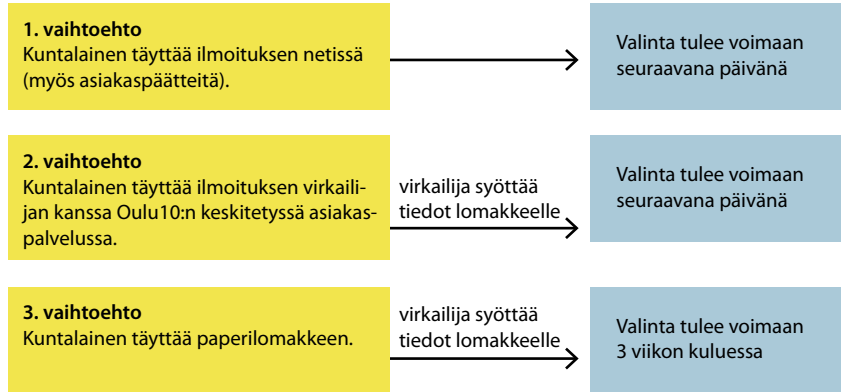 1. vaihtoehto
Kuntalainen täyttää ilmoituksen netissä
(myös asiakaspäätteitä).
Valinta tulee voimaan
seuraavana päivänä
2. vaihtoehto
Kuntalainen täyttää ilmoituksen virkaili-
jan kanssa Oulu10:n keskitetyssä asiakas-
palvelussa.
virkailija syöttää
tiedot lomakkeelle
Valinta tulee voimaan
seuraavana päivänä
3. vaihtoehto
Kuntalainen täyttää paperilomakkeen.
virkailija syöttää
tiedot lomakkeelle
Valinta tulee voimaan
3 viikon kuluessa